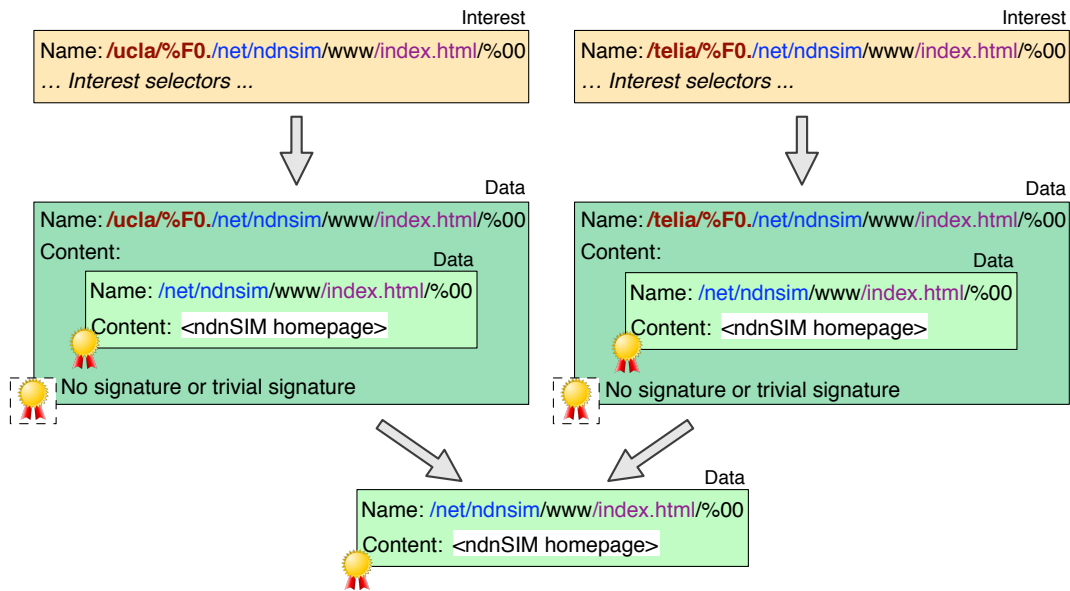 Interest
Name: /ucla/%F0./net/ndnsim/www/index.html/%00
… Interest selectors ...
Interest
Name: /telia/%F0./net/ndnsim/www/index.html/%00
… Interest selectors ...
Data
Name: /ucla/%F0./net/ndnsim/www/index.html/%00
Content:
Data
Name: /net/ndnsim/www/index.html/%00
Content: <ndnSIM homepage>
No signature or trivial signature
Data
Name: /telia/%F0./net/ndnsim/www/index.html/%00
Content:
Data
Name: /net/ndnsim/www/index.html/%00
Content: <ndnSIM homepage>
No signature or trivial signature
Data
Name: /net/ndnsim/www/index.html/%00
Content: <ndnSIM homepage>